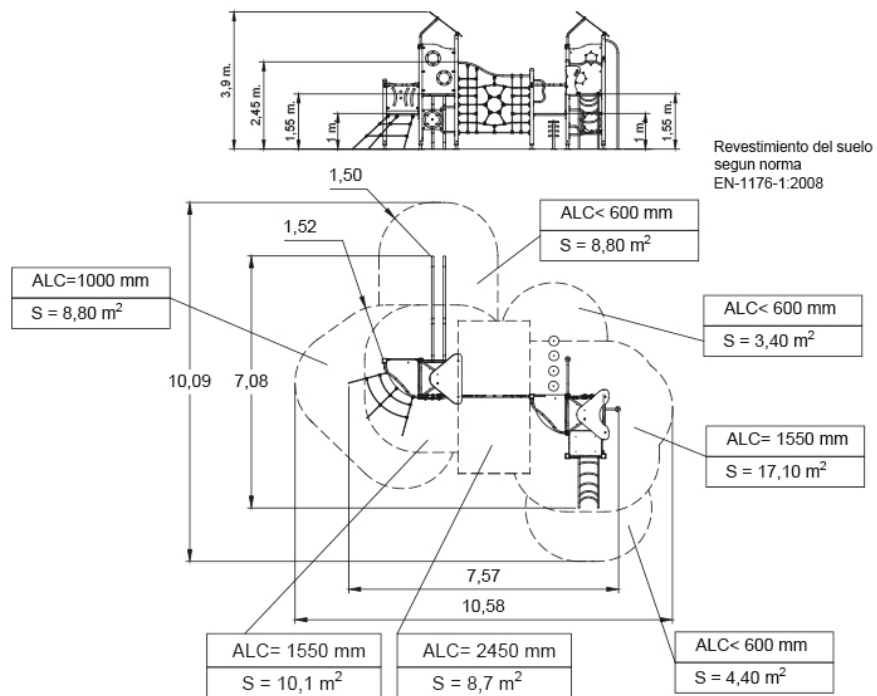 3,9 m.
2,45 m.
1,55 m.
1 m.
1 m.
1,55 m.
Revestimiento del suelo
segun norma
EN-1176-1:2008
1,50
1,52
ALC< 600 mm
S = 8,80 m²
ALC=1000 mm
S = 8,80 m²
ALC< 600 mm
S = 3,40 m²
10,09
7,08
ALC= 1550 mm
S = 17,10 m²
7,57
10,58
ALC= 1550 mm
S = 10,1 m²
ALC= 2450 mm
S = 8,7 m²
ALC< 600 mm
S = 4,40 m²